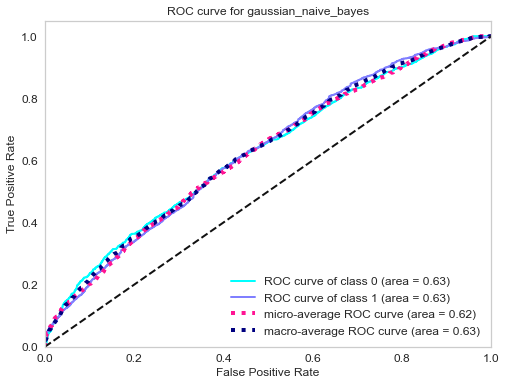 ROC curve for gaussian_naive_bayes
True Positive Rate
1.0
0.8
0.6
0.4
0.2
0.0
ROC curve of class 0 (area = 0.63)
ROC curve of class 1 (area = 0.63)
micro-average ROC curve (area = 0.62)
macro-average ROC curve (area = 0.63)
0.0 0.2 0.4 0.6 0.8 1.0
False Positive Rate